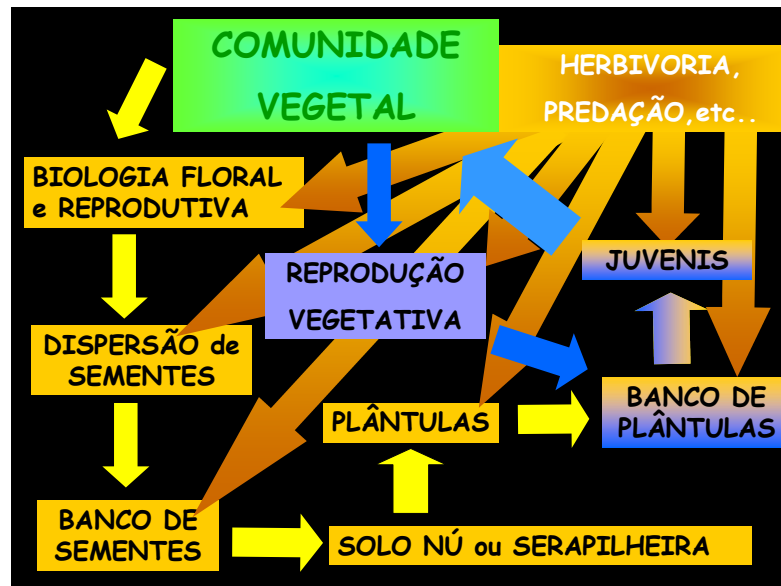 COMUNIDADE
VEGETAL
HERBIVORIA,
PREDAÇÃO,etc..
BIOLOGIA FLORAL
e REPRODUTIVA
REPRODUÇÃO
VEGETATIVA
JUVENIS
DISPERSÃO de
SEMENTES
PLÂNTULAS
BANCO DE
PLÂNTULAS
BANCO DE
SEMENTES
SOLO NÚ ou SERAPILHEIRA